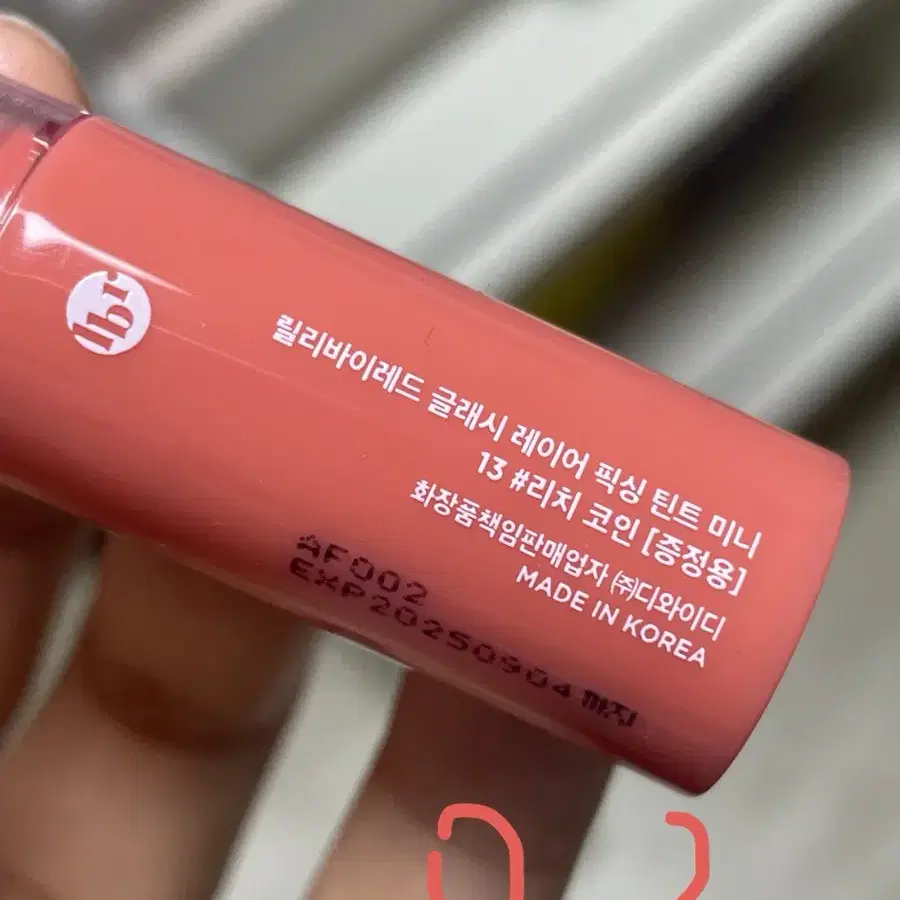 lbr
릴리바이레드 글래시 레이어 픽싱 틴트 미니
13 #리치 코인 [증정용]
화장품책임판매업자 ㈜디와이디
MADE IN KOREA
AF002
EXP20250904 까지